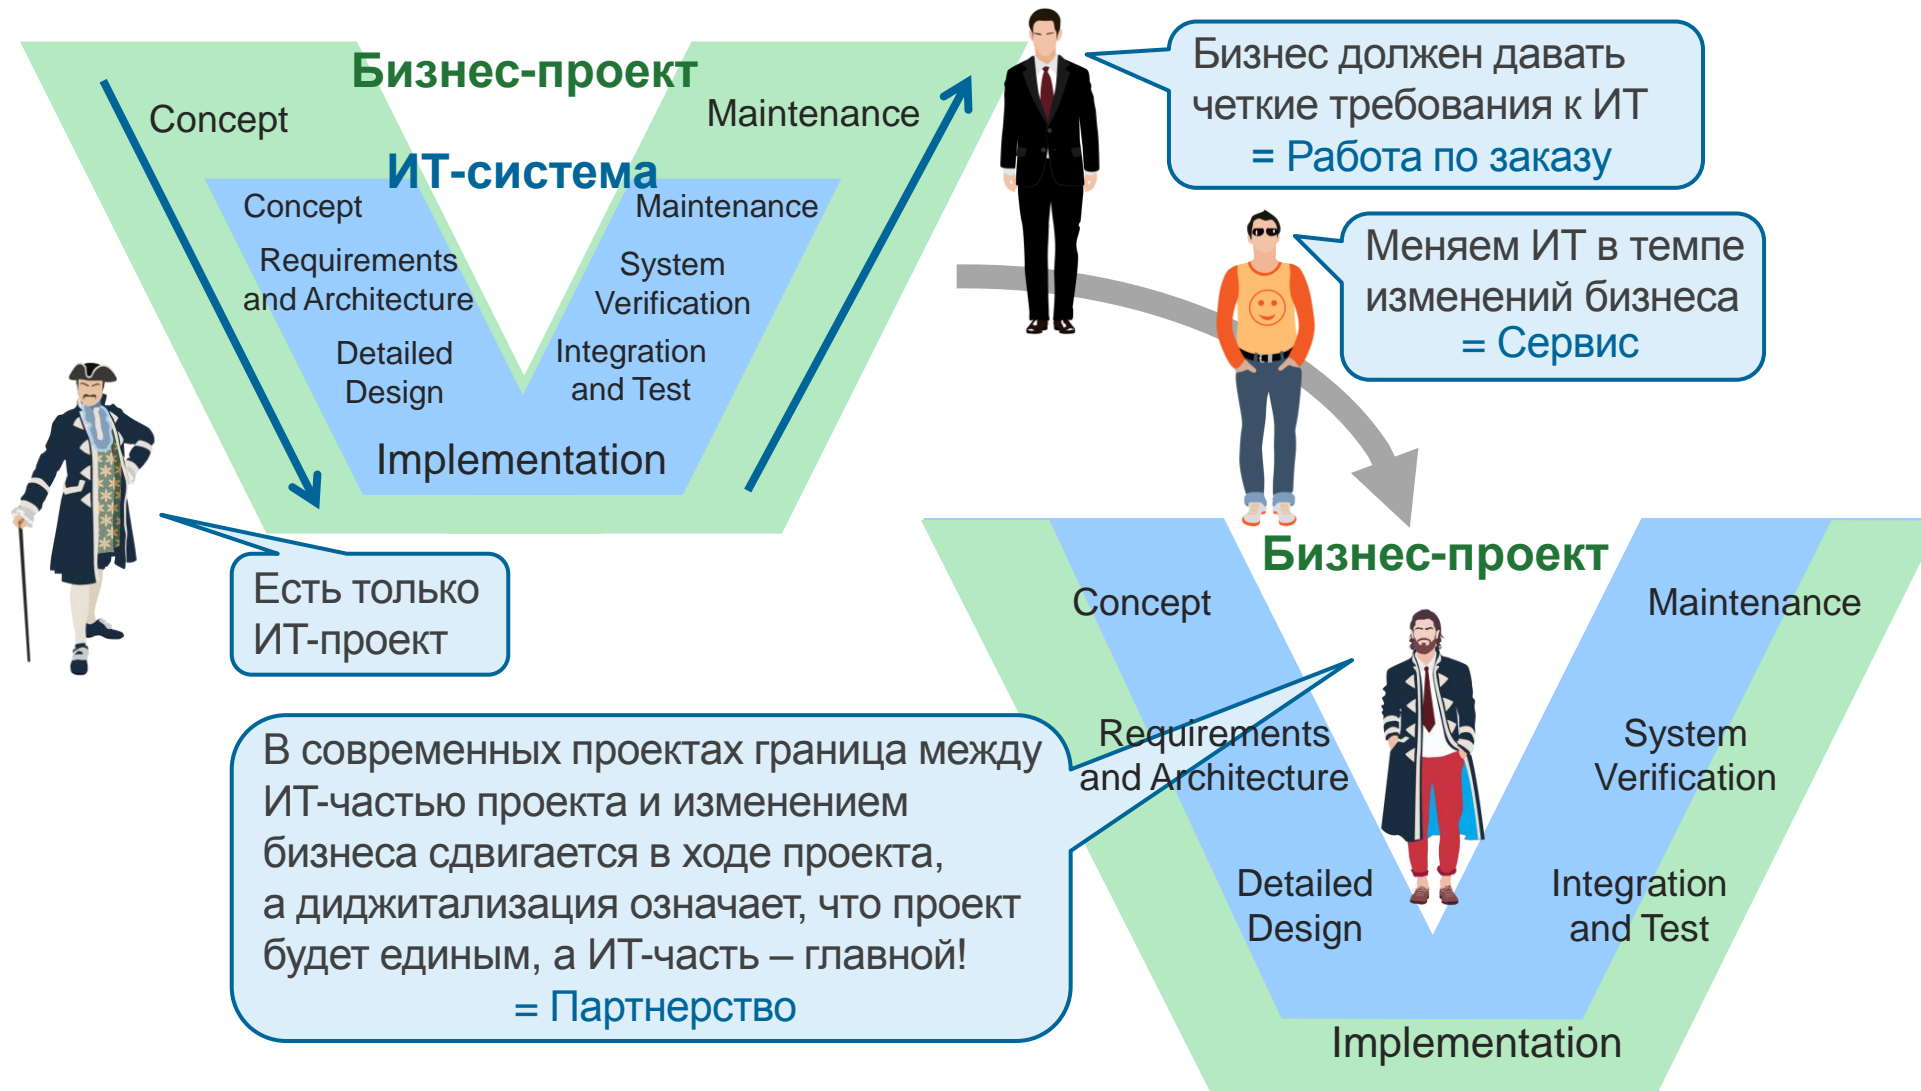 Бизнес-проект
Concept
Maintenance
ИТ-система
Concept
Maintenance
Requirements
and Architecture
System
Verification
Detailed
Design
Integration
and Test
Implementation
Бизнес должен давать
четкие требования к ИТ
= Работа по заказу
Меняем ИТ в темпе
изменений бизнеса
= Сервис
Есть только
ИТ-проект
Бизнес-проект
Concept
Maintenance
Requirements
and Architecture
System
Verification
Detailed
Design
Integration
and Test
Implementation
В современных проектах граница между
ИТ-частью проекта и изменением
бизнеса сдвигается в ходе проекта,
а диджитализация означает, что проект
будет единым, а ИТ-часть – главной!
= Партнерство